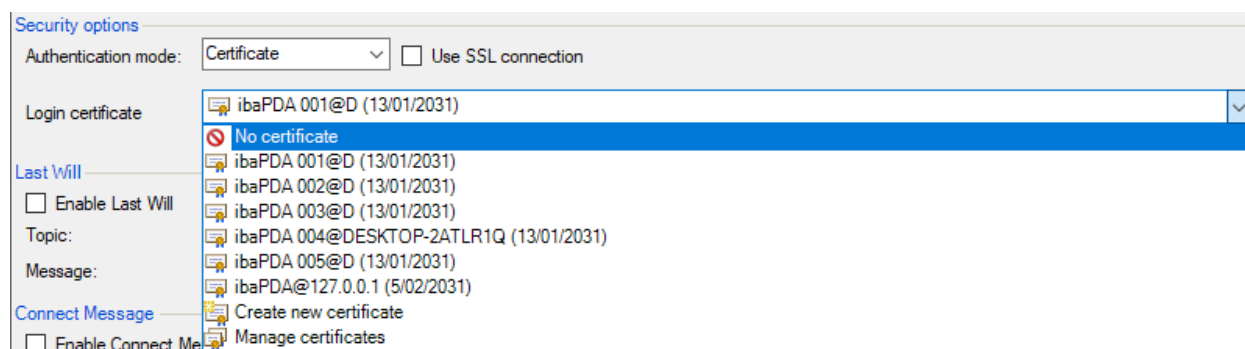 Security options
Authentication mode: Certificate Use SSL connection
Login certificate ibaPDA 001@D (13/01/2031)
No certificate
ibaPDA 001@D (13/01/2031)
Last Will
ibaPDA 002@D (13/01/2031)
Enable Last Will ibaPDA 003@D (13/01/2031)
Topic: ibaPDA 004@DESKTOP-2ATLR1Q (13/01/2031)
Message: ibaPDA 005@D (13/01/2031)
ibaPDA@127.0.0.1 (5/02/2031)
Connect Message Create new certificate
Enable Connect Me Manage certificates